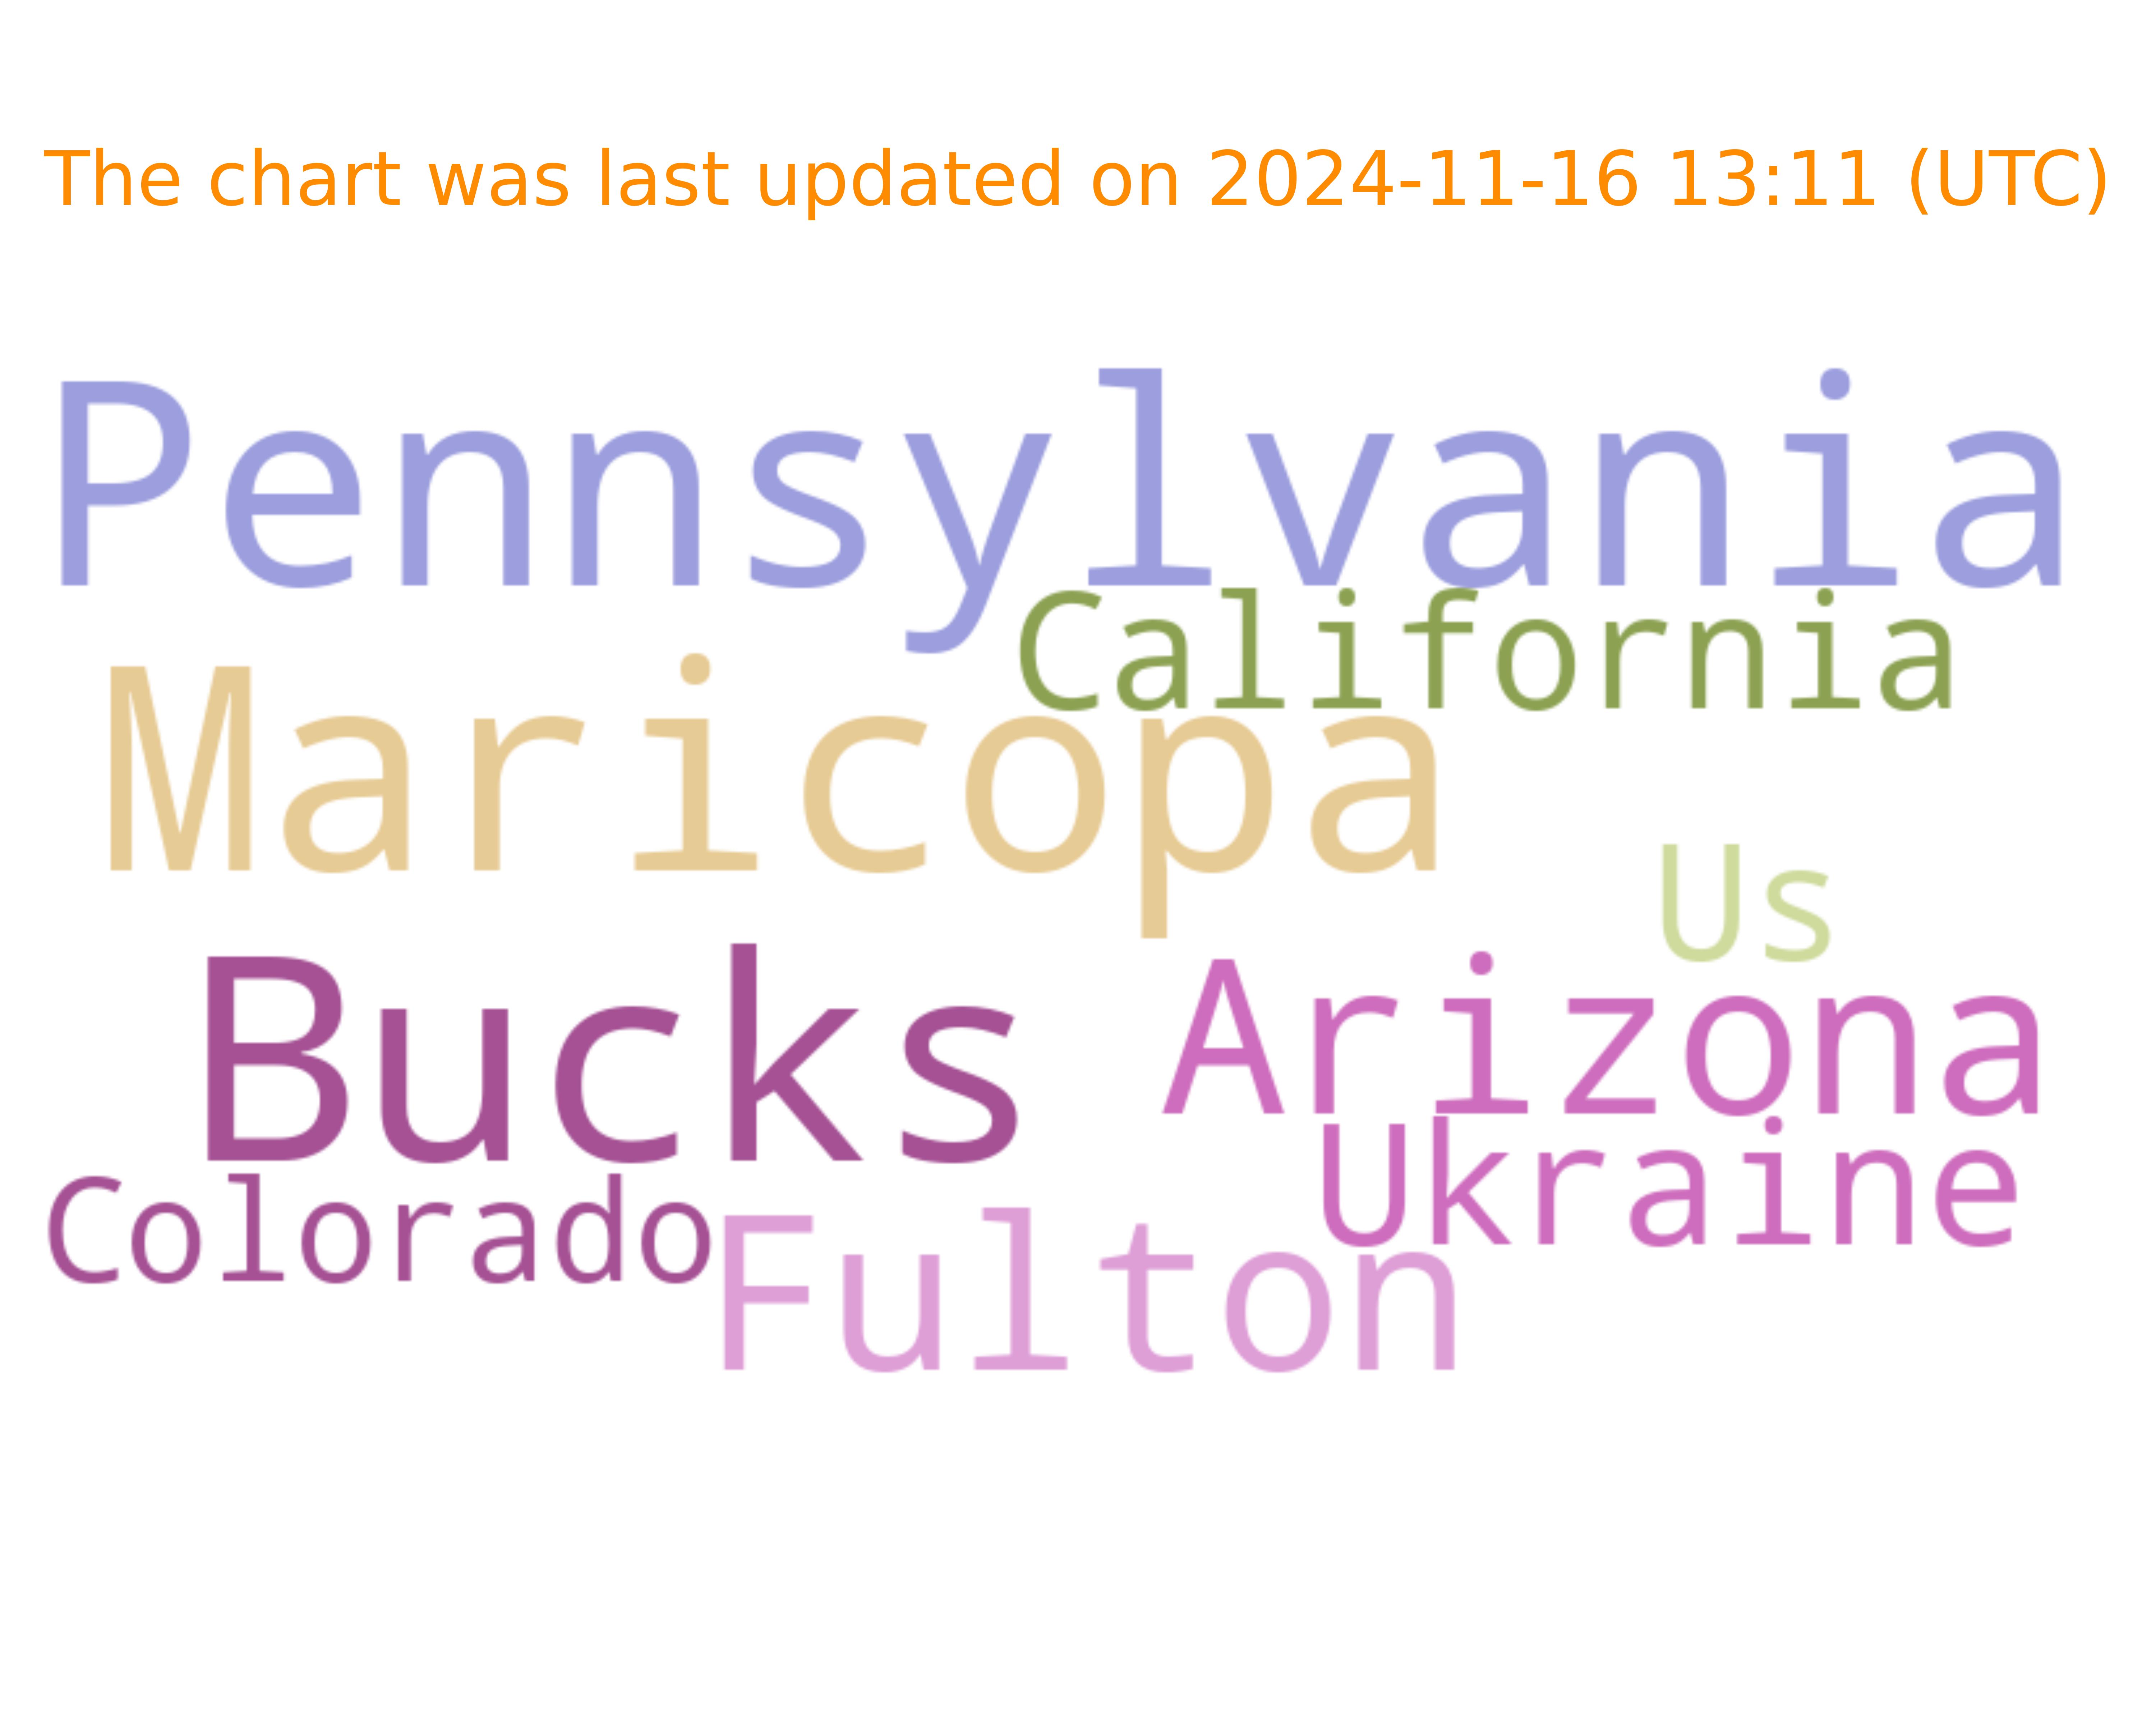 The chart was last updated on 2024-11-16 13:11 (UTC)
Pennsylvania
California
Maricopa
Us
Bucks Arizona
Ukraine
Colorado
Fulton